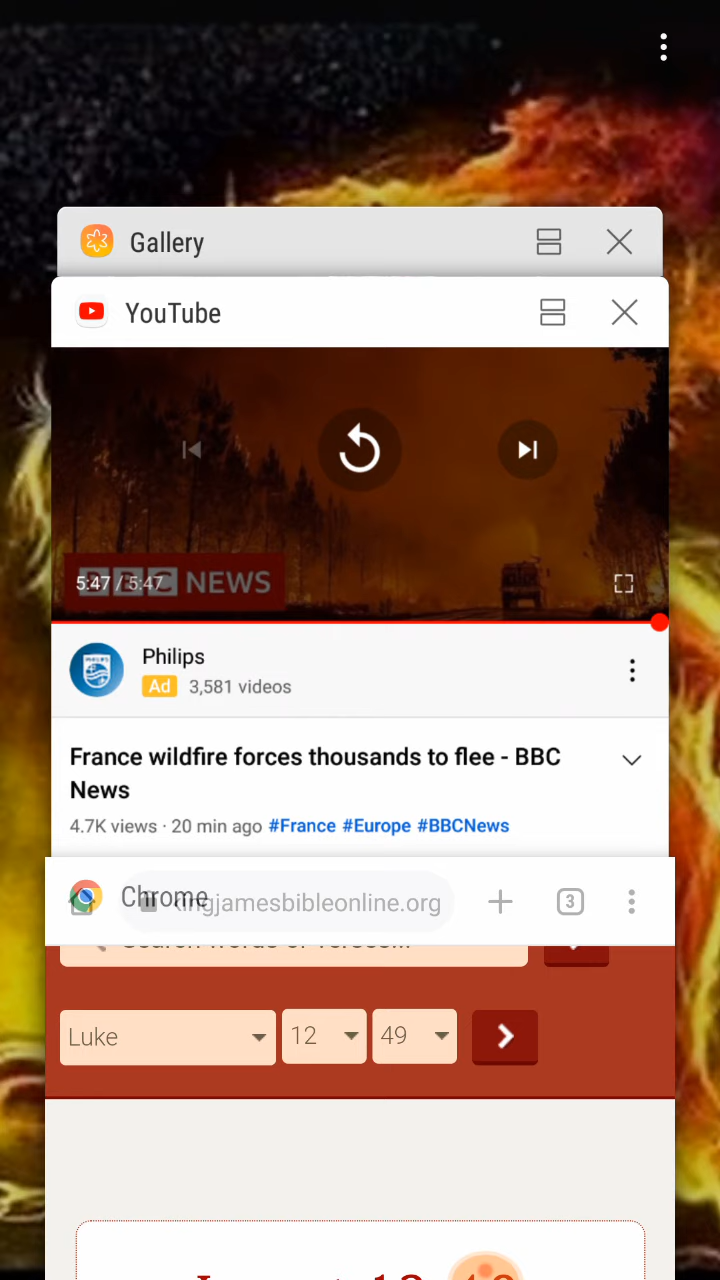 Gallery
YouTube
5:47 / 5:47
BBC NEWS
Philips
Ad 3,581 videos
France wildfire forces thousands to flee - BBC
News
4.7K views · 20 min ago #France #Europe #BBCNews
Chrome
ingjamesbibleonline.org
3
Luke
12
49